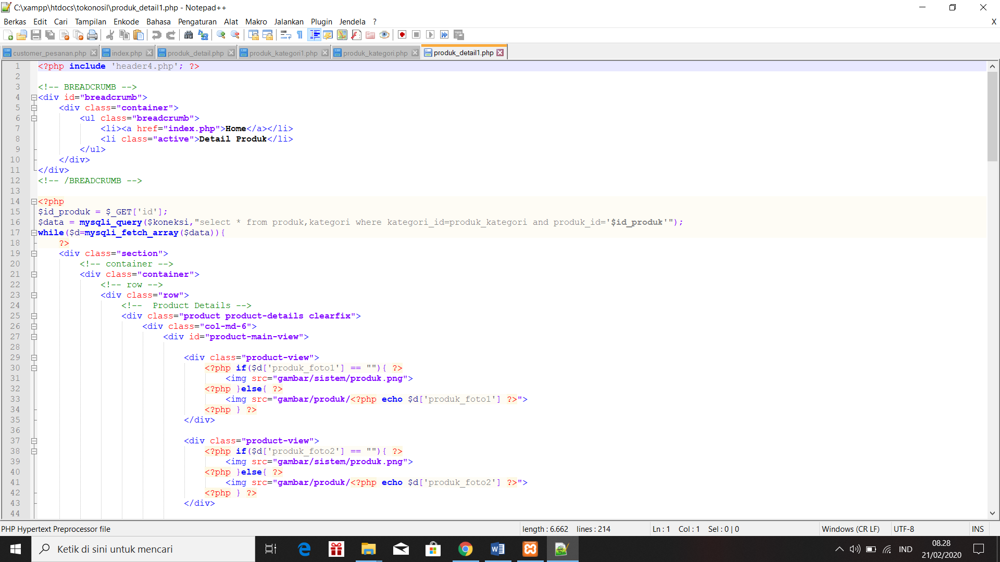 C:\xampp\htdocs\tokonosil\produk_detail1.php - Notepad++
Berkas Edit Cari Tampilan Enkode Bahasa Pengaturan Alat Makro Jalankan Plugin Jendela ? X
customer_pesanan.php index.php produk_detail.php produk_kategori1.php produk_kategori.php produk_detail1.php
1 <?php include 'header4.php'; ?>
2
3 <!-- BREADCRUMB -->
4 <div id="breadcrumb">
5     <div class="container">
6         <ul class="breadcrumb">
7             <li><a href="index.php">Home</a></li>
8             <li class="active">Detail Produk</li>
9         </ul>
10     </div>
11 </div>
12 <!-- /BREADCRUMB -->
13
14 <?php
15 $id_produk = $_GET['id'];
16 $data = mysqli_query($koneksi,"select * from produk,kategori where kategori_id=produk_kategori and produk_id='$id_produk'");
17 while($d=mysqli_fetch_array($data)){
18     ?>
19     <div class="section">
20         <!-- container -->
21         <div class="container">
22             <!-- row -->
23             <div class="row">
24                 <!--  Product Details -->
25                 <div class="product product-details clearfix">
26                     <div class="col-md-6">
27                         <div id="product-main-view">
28
29                             <div class="product-view">
30                                 <?php if($d['produk_foto1'] == ""){ ?>
31                                     <img src="gambar/sistem/produk.png">
32                                 <?php }else{ ?>
33                                     <img src="gambar/produk/<?php echo $d['produk_foto1'] ?>">
34                                 <?php } ?>
35                             </div>
36
37                             <div class="product-view">
38                                 <?php if($d['produk_foto2'] == ""){ ?>
39                                     <img src="gambar/sistem/produk.png">
40                                 <?php }else{ ?>
41                                     <img src="gambar/produk/<?php echo $d['produk_foto2'] ?>">
42                                 <?php } ?>
43                             </div>
44
PHP Hypertext Preprocessor file length : 6.662 lines : 214 Ln : 1 Col : 1 Sel : 0 | 0 Windows (CR LF) UTF-8 INS
Ketik di sini untuk mencari IND 08.28
21/02/2020